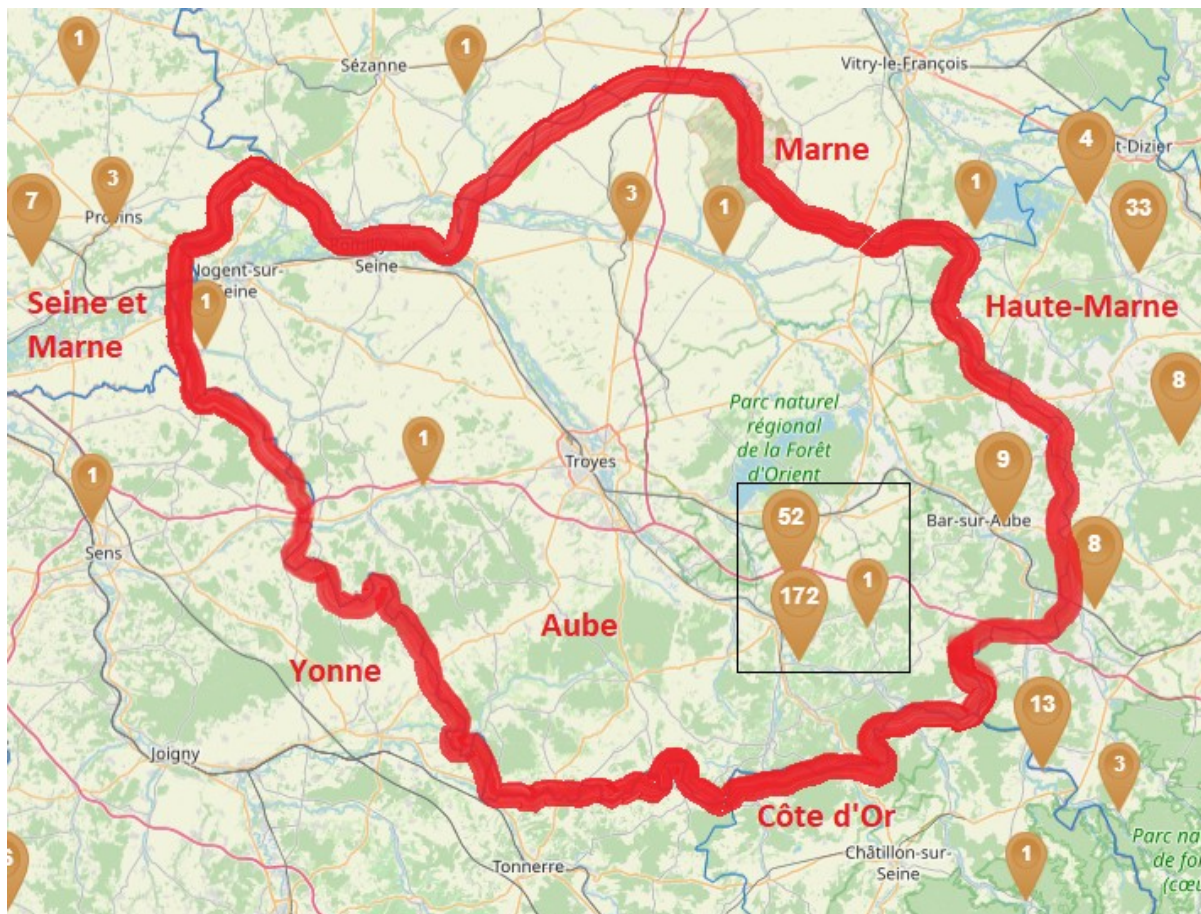 1
1
Sézanne
Vitry-le-François
4
t-Dizier
Marne
3
Provins
7
3
1
1
33
Seine
Nogent-sur-
Seine
Seine et
Marne
1
Haute-Marne
8
Parc naturel
régional
de la Forêt
d'Orient
1
Troyes
9
1
52
Bar-sur-Aube
Sens
8
172
1
Aube
Yonne
13
Joigny
3
Côte d'Or
Tonnerre
Châtillon-sur-
Seine
1
Parc na
de for
(cœu